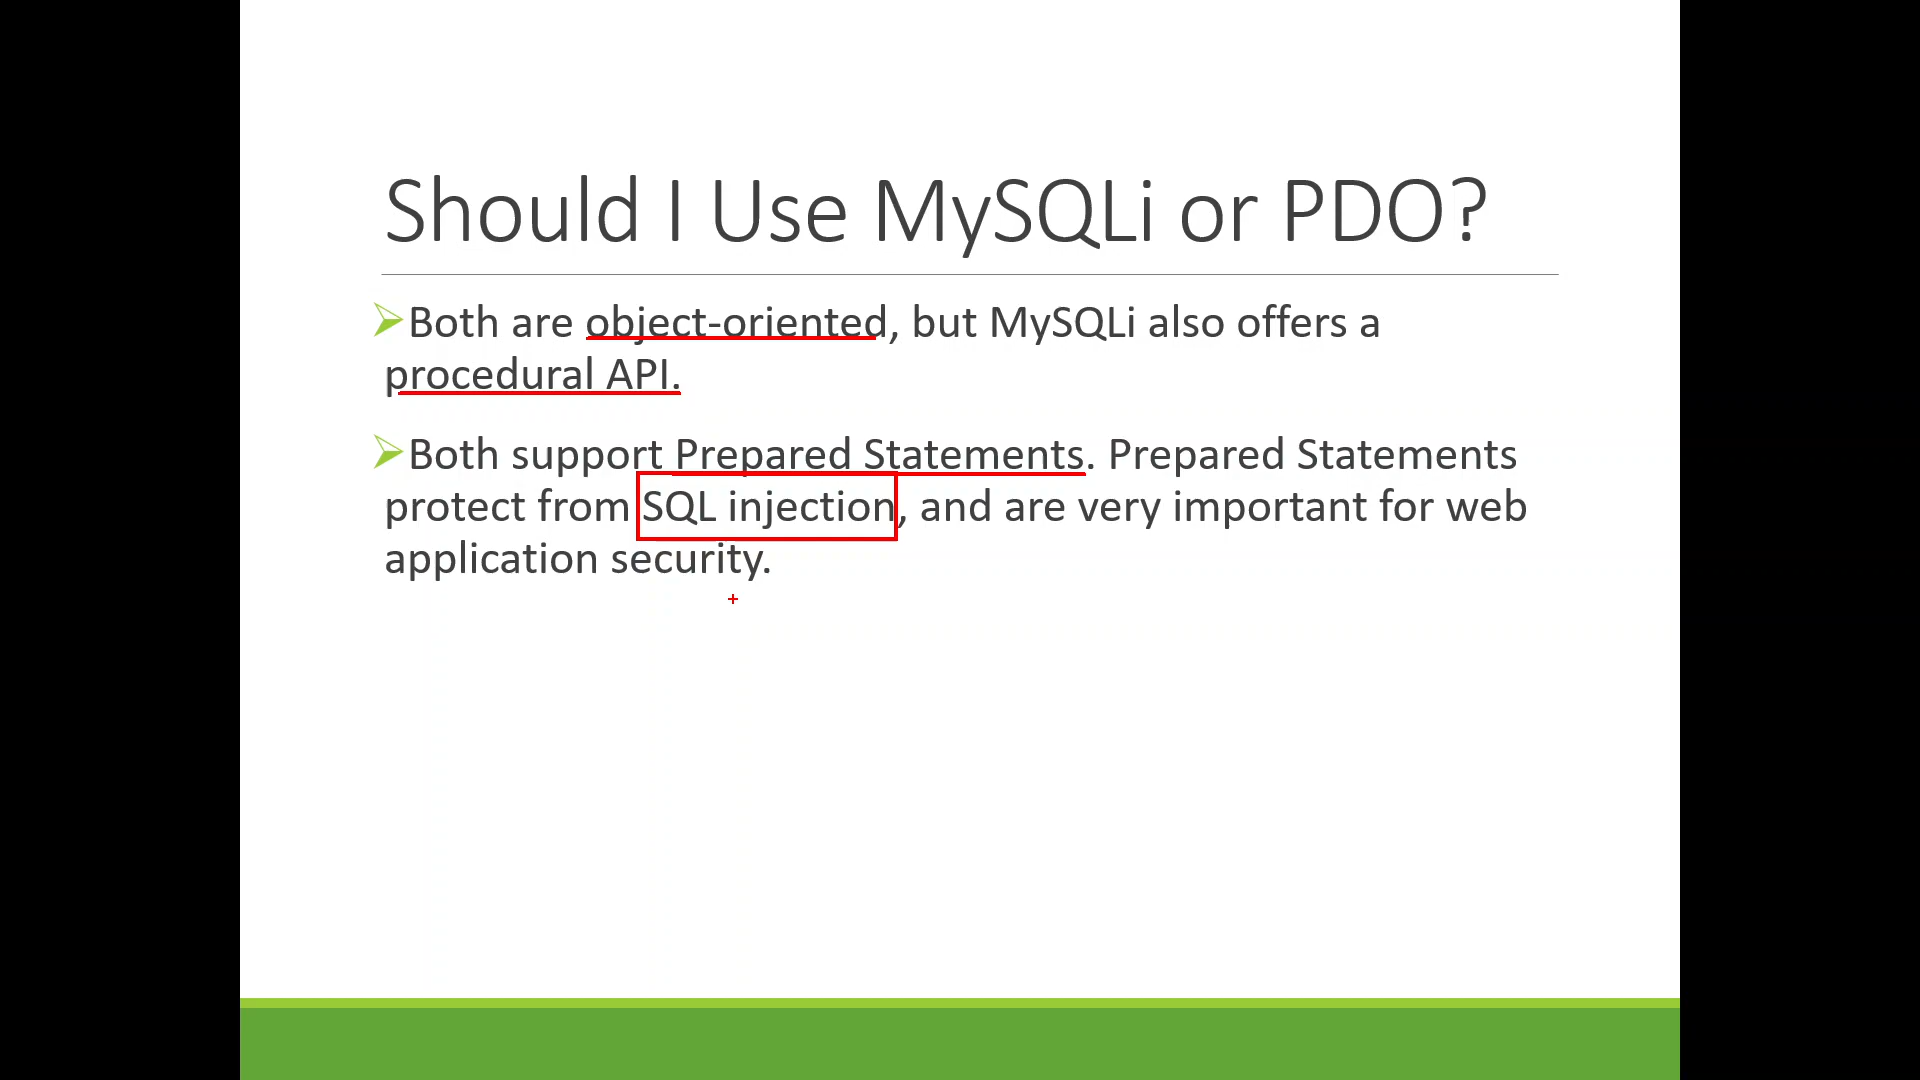 Should I Use MySQLi or PDO?
Both are object-oriented, but MySQLi also offers a
procedural API.
Both support Prepared Statements. Prepared Statements
protect from SQL injection, and are very important for web
application security.